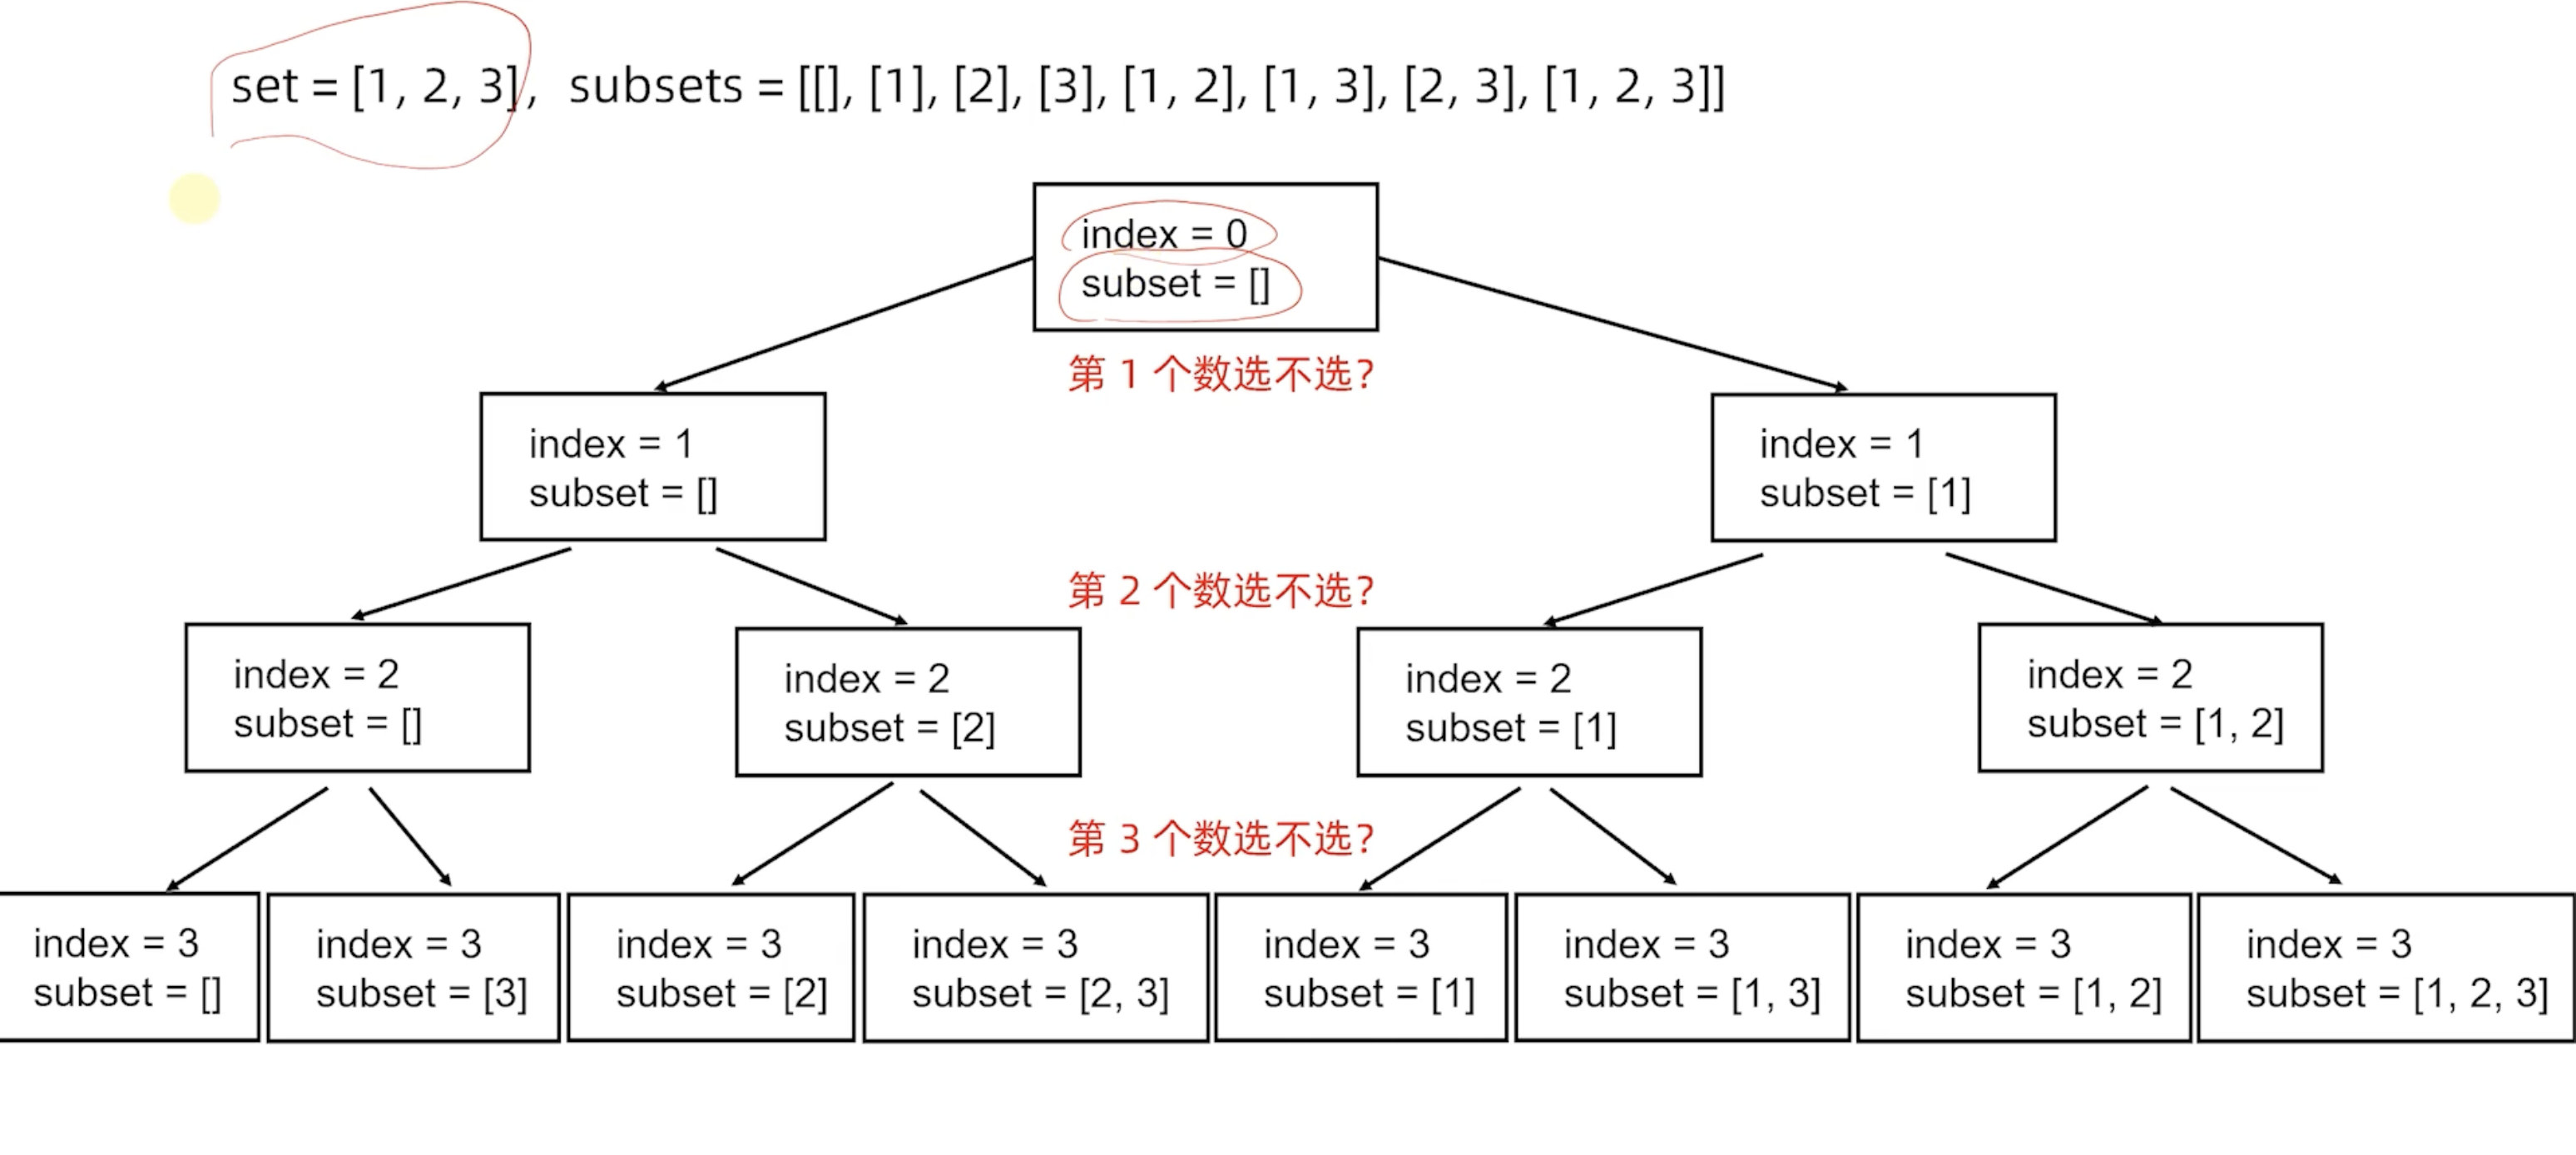 set = [1, 2, 3], subsets = [[], [1], [2], [3], [1, 2], [1, 3], [2, 3], [1, 2, 3]]
index = 0
subset = []
第 1 个数选不选？
index = 1
subset = []
index = 1
subset = [1]
第 2 个数选不选？
index = 2
subset = []
index = 2
subset = [2]
index = 2
subset = [1]
index = 2
subset = [1, 2]
第 3 个数选不选？
index = 3
subset = []
index = 3
subset = [3]
index = 3
subset = [2]
index = 3
subset = [2, 3]
index = 3
subset = [1]
index = 3
subset = [1, 3]
index = 3
subset = [1, 2]
index = 3
subset = [1, 2, 3]